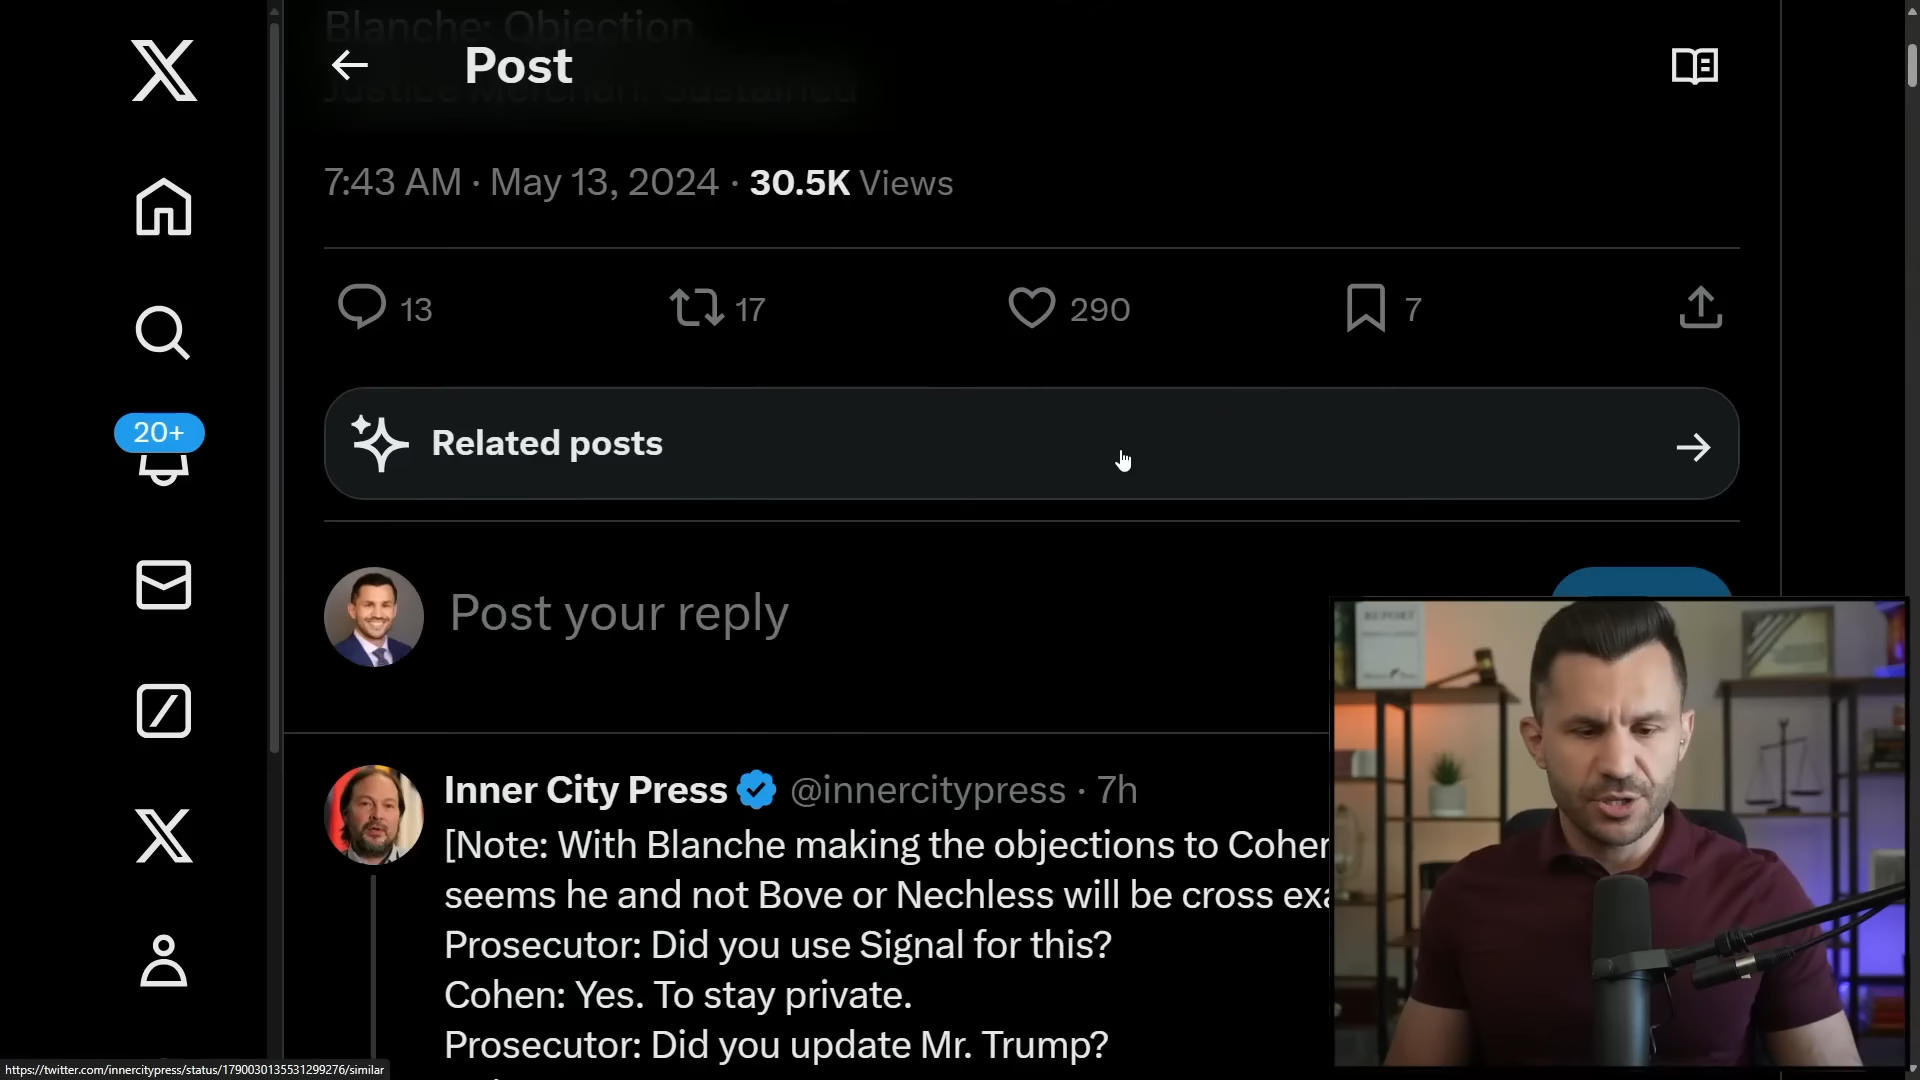 Blanche: Objection
Post
Justice Merchan: Sustained
7:43 AM · May 13, 2024 · 30.5K Views
13
17
290
7
Related posts
20+
Post your reply
REPORT
Inner City Press @innercitypress · 7h
[Note: With Blanche making the objections to Cohen
seems he and not Bove or Nechless will be cross exa
Prosecutor: Did you use Signal for this?
Cohen: Yes. To stay private.
Prosecutor: Did you update Mr. Trump?
https://twitter.com/innercitypress/status/1790030135531299276/similar